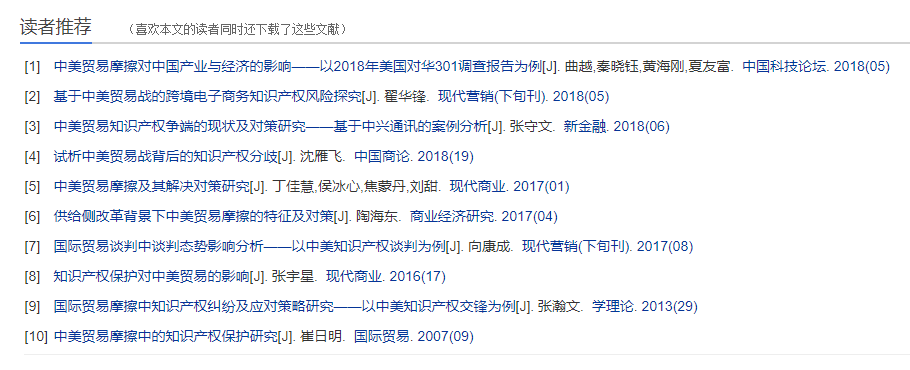 读者推荐 （喜欢本文的读者同时还下载了这些文献）
[1] 中美贸易摩擦对中国产业与经济的影响——以2018年美国对华301调查报告为例[J]. 曲越,秦晓钰,黄海刚,夏友富. 中国科技论坛. 2018(05)
[2] 基于中美贸易战的跨境电子商务知识产权风险探究[J]. 翟华锋. 现代营销(下旬刊). 2018(05)
[3] 中美贸易知识产权争端的现状及对策研究——基于中兴通讯的案例分析[J]. 张守文. 新金融. 2018(06)
[4] 试析中美贸易战背后的知识产权分歧[J]. 沈雁飞. 中国商论. 2018(19)
[5] 中美贸易摩擦及其解决对策研究[J]. 丁佳慧,侯冰心,焦蒙丹,刘甜. 现代商业. 2017(01)
[6] 供给侧改革背景下中美贸易摩擦的特征及对策[J]. 陶海东. 商业经济研究. 2017(04)
[7] 国际贸易谈判中谈判态势影响分析——以中美知识产权谈判为例[J]. 向康成. 现代营销(下旬刊). 2017(08)
[8] 知识产权保护对中美贸易的影响[J]. 张宇星. 现代商业. 2016(17)
[9] 国际贸易摩擦中知识产权纠纷及应对策略研究——以中美知识产权交锋为例[J]. 张瀚文. 学理论. 2013(29)
[10] 中美贸易摩擦中的知识产权保护研究[J]. 崔日明. 国际贸易. 2007(09)